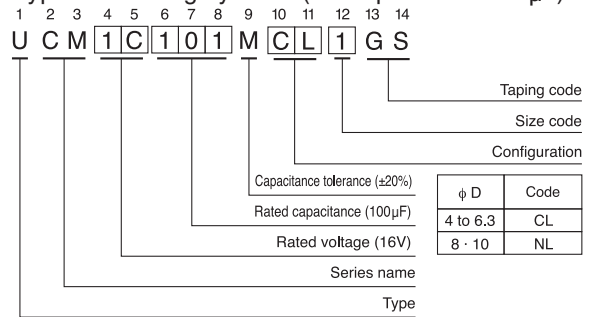 1 2 3 4 5 6 7 8 9 10 11 12 13 14
U C M 1 C 1 0 1 M C L 1 G S
Taping code
Size code
Configuration
Capacitance tolerance (±20%)
Rated capacitance (100µF)
Rated voltage (16V)
Series name
Type
ϕ D Code
4 to 6.3 CL
8 · 10 NL